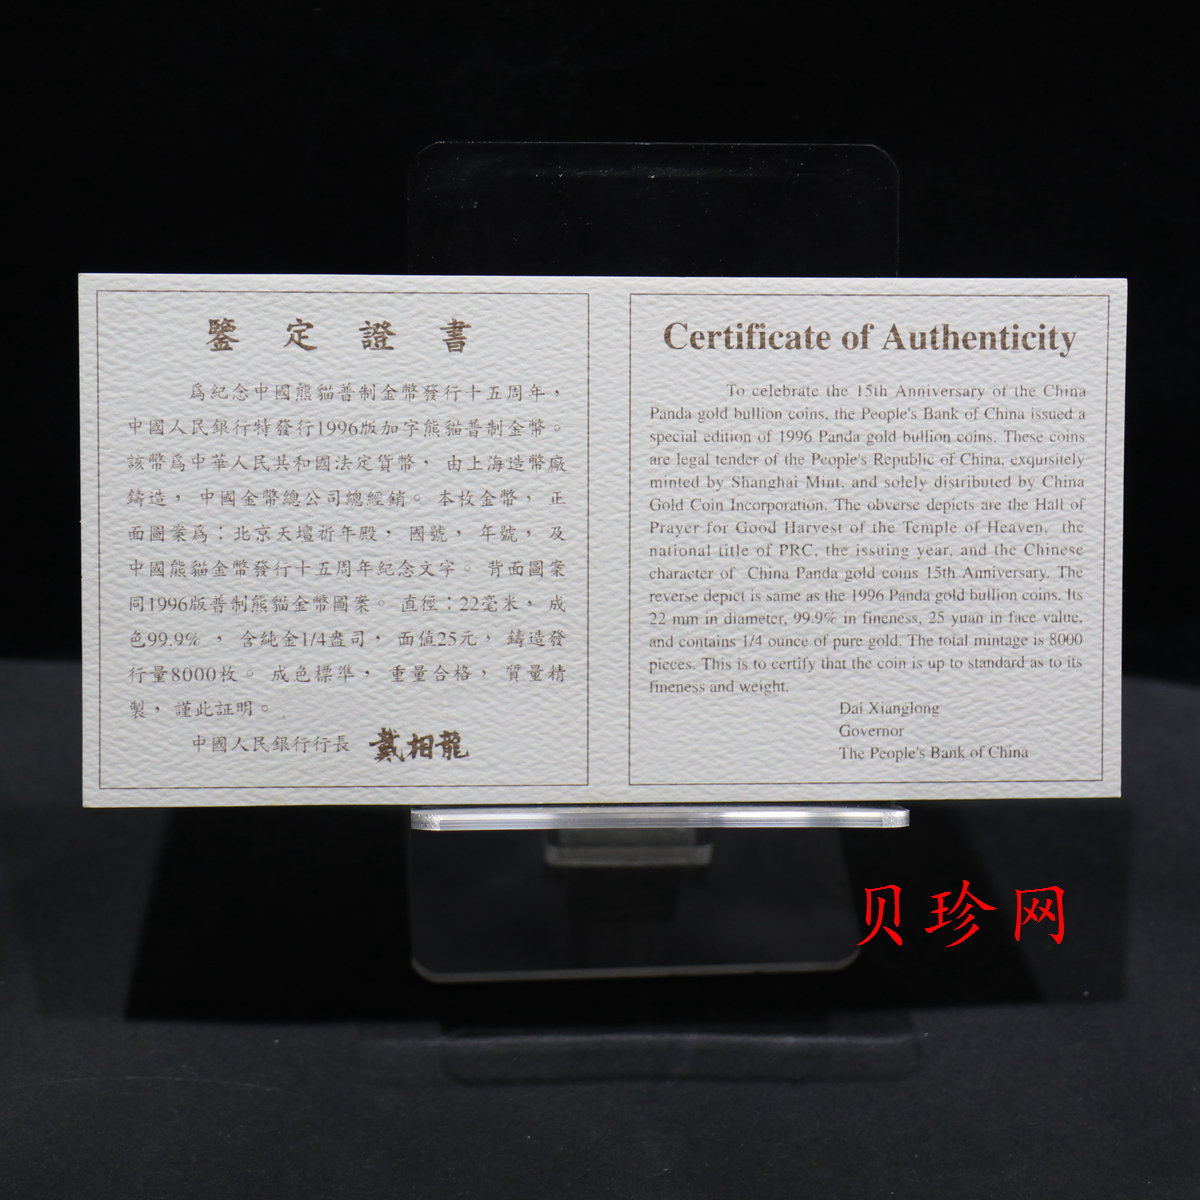 鑒定證書
爲紀念中國熊貓普制金幣發行十五周年，
中國人民銀行特發行1996版加字熊貓普制金幣。
該幣爲中華人民共和國法定貨幣，由上海造幣廠
鑄造，中國金幣總公司總經銷。本枚金幣，正
面圖案爲：北京天壇祈年殿，國號，年號，及
中國熊貓金幣發行十五周年紀念文字。背面圖案
同1996版普制熊貓金幣圖案。直徑：22毫米，成
色99.9%，含純金1/4盎司，面值25元，鑄造發
行量8000枚。成色標準，重量合格，質量精
製，謹此証明。
中國人民銀行行長 戴相龍
Certificate of Authenticity
To celebrate the 15th Anniversary of the China
Panda gold bullion coins, the People's Bank of China issued a
special edition of 1996 Panda gold bullion coins. These coins
are legal tender of the People's Republic of China, exquisitely
minted by Shanghai Mint, and solely distributed by China
Gold Coin Incorporation. The obverse depicts are the Hall of
Prayer for Good Harvest of the Temple of Heaven, the
national title of PRC, the issuing year, and the Chinese
character of China Panda gold coins 15th Anniversary. The
reverse depict is same as the 1996 Panda gold bullion coins. Its
22 mm in diameter, 99.9% in fineness, 25 yuan in face value,
and contains 1/4 ounce of pure gold. The total mintage is 8000
pieces. This is to certify that the coin is up to standard as to its
fineness and weight.
Dai Xianglong
Governor
The People's Bank of China
贝珍网